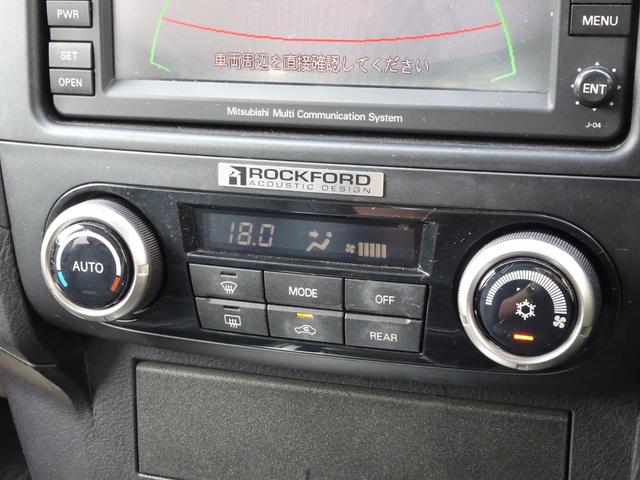 PWR
MENU
SET
OPEN
ENT
車両周辺を直接確認してください
Mitsubishi Multi Communication System
J-04
ROCKFORD
ACOUSTIC DESIGN
18.0
AUTO
MODE
OFF
REAR